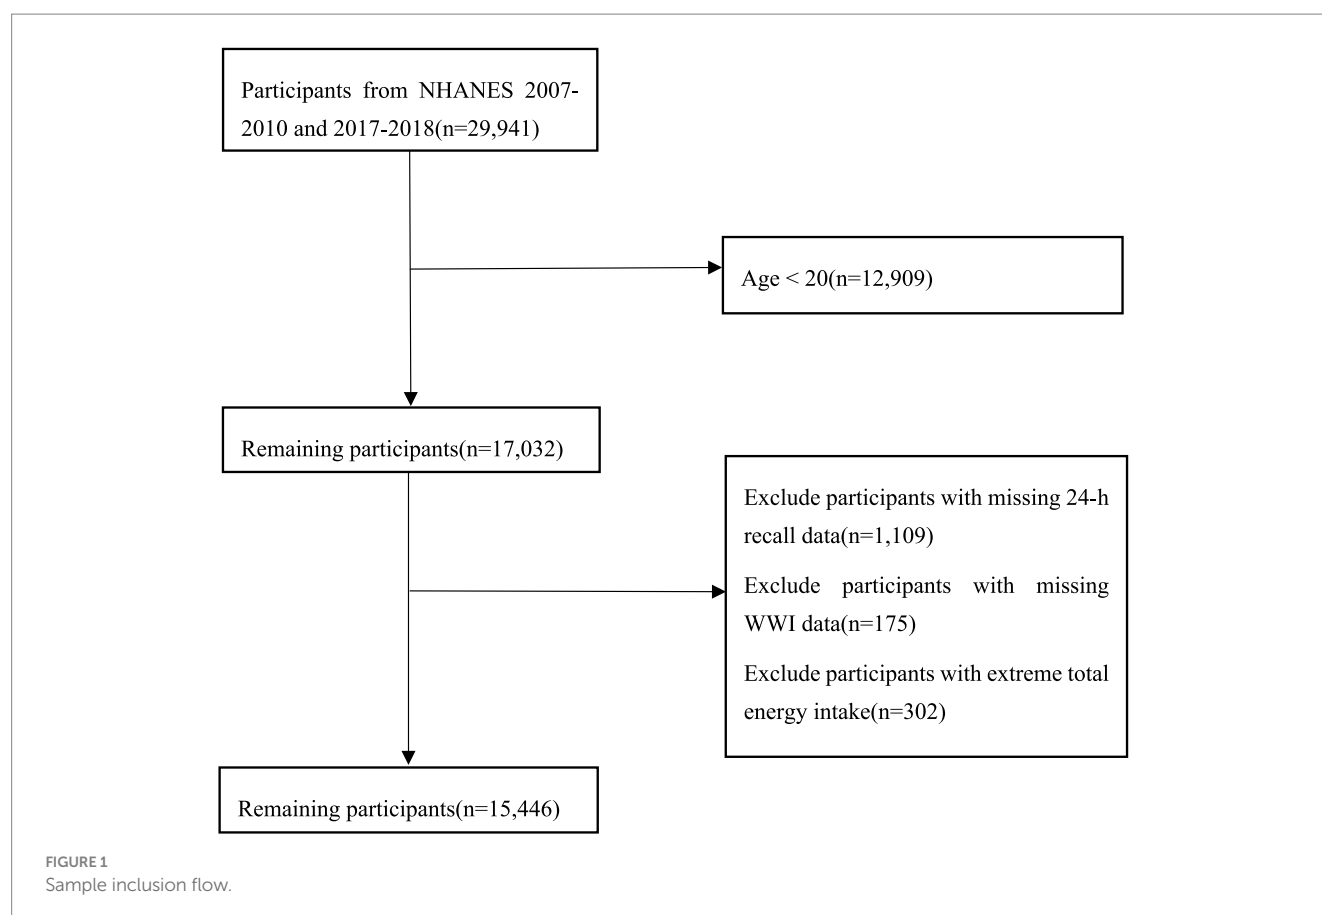 Participants from NHANES 2007-
2010 and 2017-2018(n=29,941)
Age < 20(n=12,909)
Remaining participants(n=17,032)
Exclude participants with missing 24-h
recall data(n=1,109)
Exclude participants with missing
WWI data(n=175)
Exclude participants with extreme total
energy intake(n=302)
Remaining participants(n=15,446)
FIGURE 1
Sample inclusion flow.